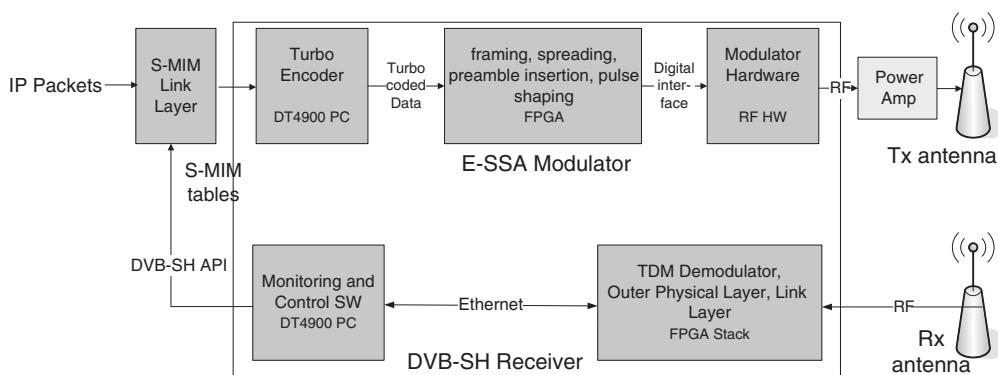 IP Packets
S-MIM
Link
Layer
Turbo
Encoder
DT4900 PC
Turbo
coded
Data
framing, spreading,
preamble insertion, pulse
shaping
FPGA
Digital
inter-
face
Modulator
Hardware
RF HW
RF
Power
Amp
Tx antenna
E-SSA Modulator
S-MIM
tables
DVB-SH API
Monitoring and
Control SW
DT4900 PC
Ethernet
TDM Demodulator,
Outer Physical Layer, Link
Layer
FPGA Stack
RF
Rx
antenna
DVB-SH Receiver